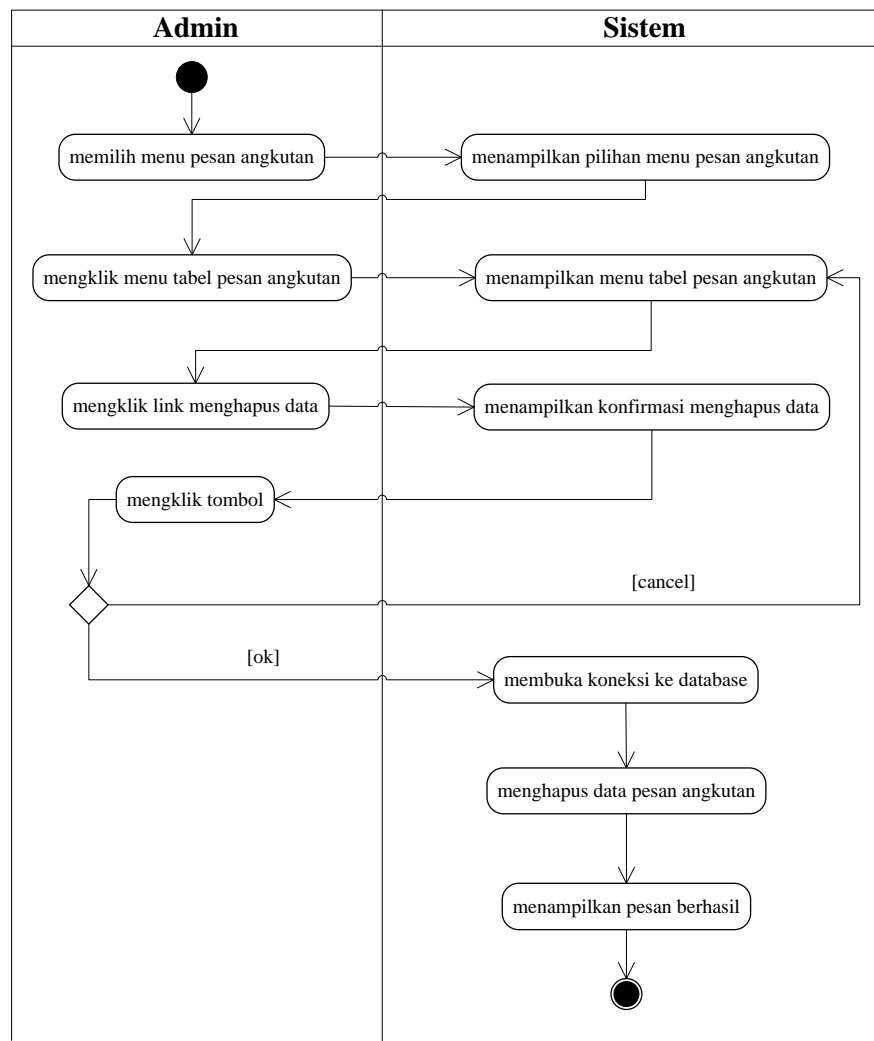 Admin
Sistem
memilih menu pesan angkutan
menampilkan pilihan menu pesan angkutan
mengklik menu tabel pesan angkutan
menampilkan menu tabel pesan angkutan
mengklik link menghapus data
menampilkan konfirmasi menghapus data
mengklik tombol
[cancel]
[ok]
membuka koneksi ke database
menghapus data pesan angkutan
menampilkan pesan berhasil